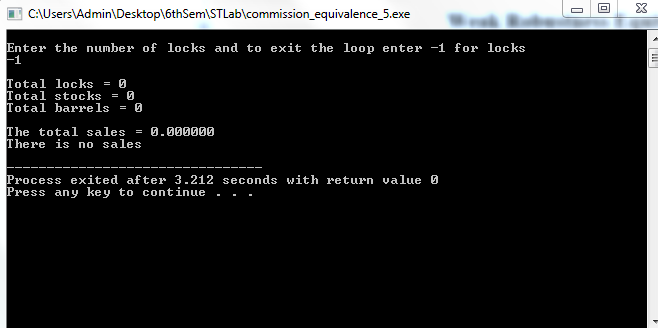 C:\Users\Admin\Desktop\6thSem\STLab\commission_equivalence_5.exe
Enter the number of locks and to exit the loop enter -1 for locks
-1
Total locks = 0
Total stocks = 0
Total barrels = 0
The total sales = 0.000000
There is no sales
--------------------------------
Process exited after 3.212 seconds with return value 0
Press any key to continue . . .